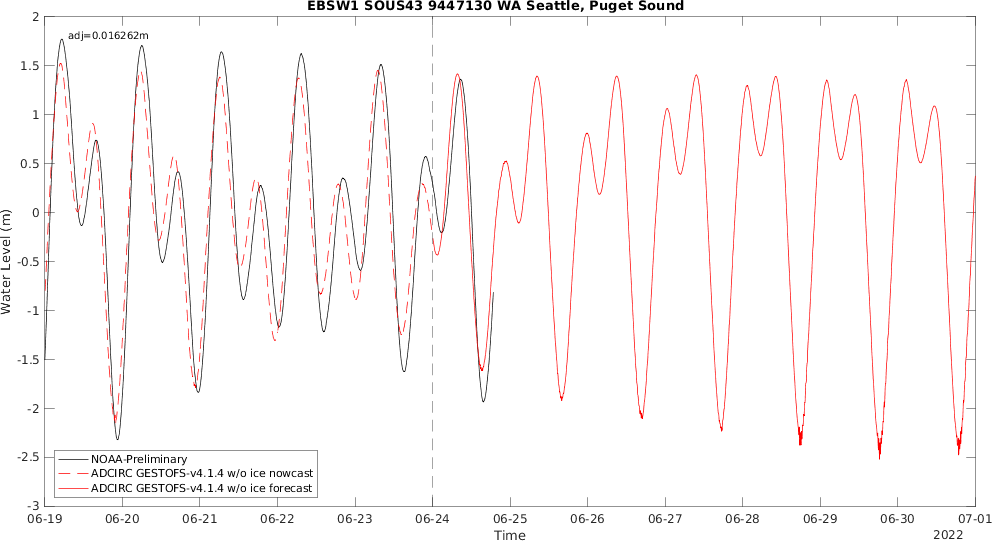 EBSW1 SOUS43 9447130 WA Seattle, Puget Sound
adj=0.016262m
2
1.5
1
0.5
0
-0.5
-1
-1.5
-2
-2.5
-3
Water Level (m)
NOAA-Preliminary
ADCIRC GESTOFS-v4.1.4 w/o ice nowcast
ADCIRC GESTOFS-v4.1.4 w/o ice forecast
06-19 06-20 06-21 06-22 06-23 06-24 06-25 06-26 06-27 06-28 06-29 06-30 07-01
Time
2022